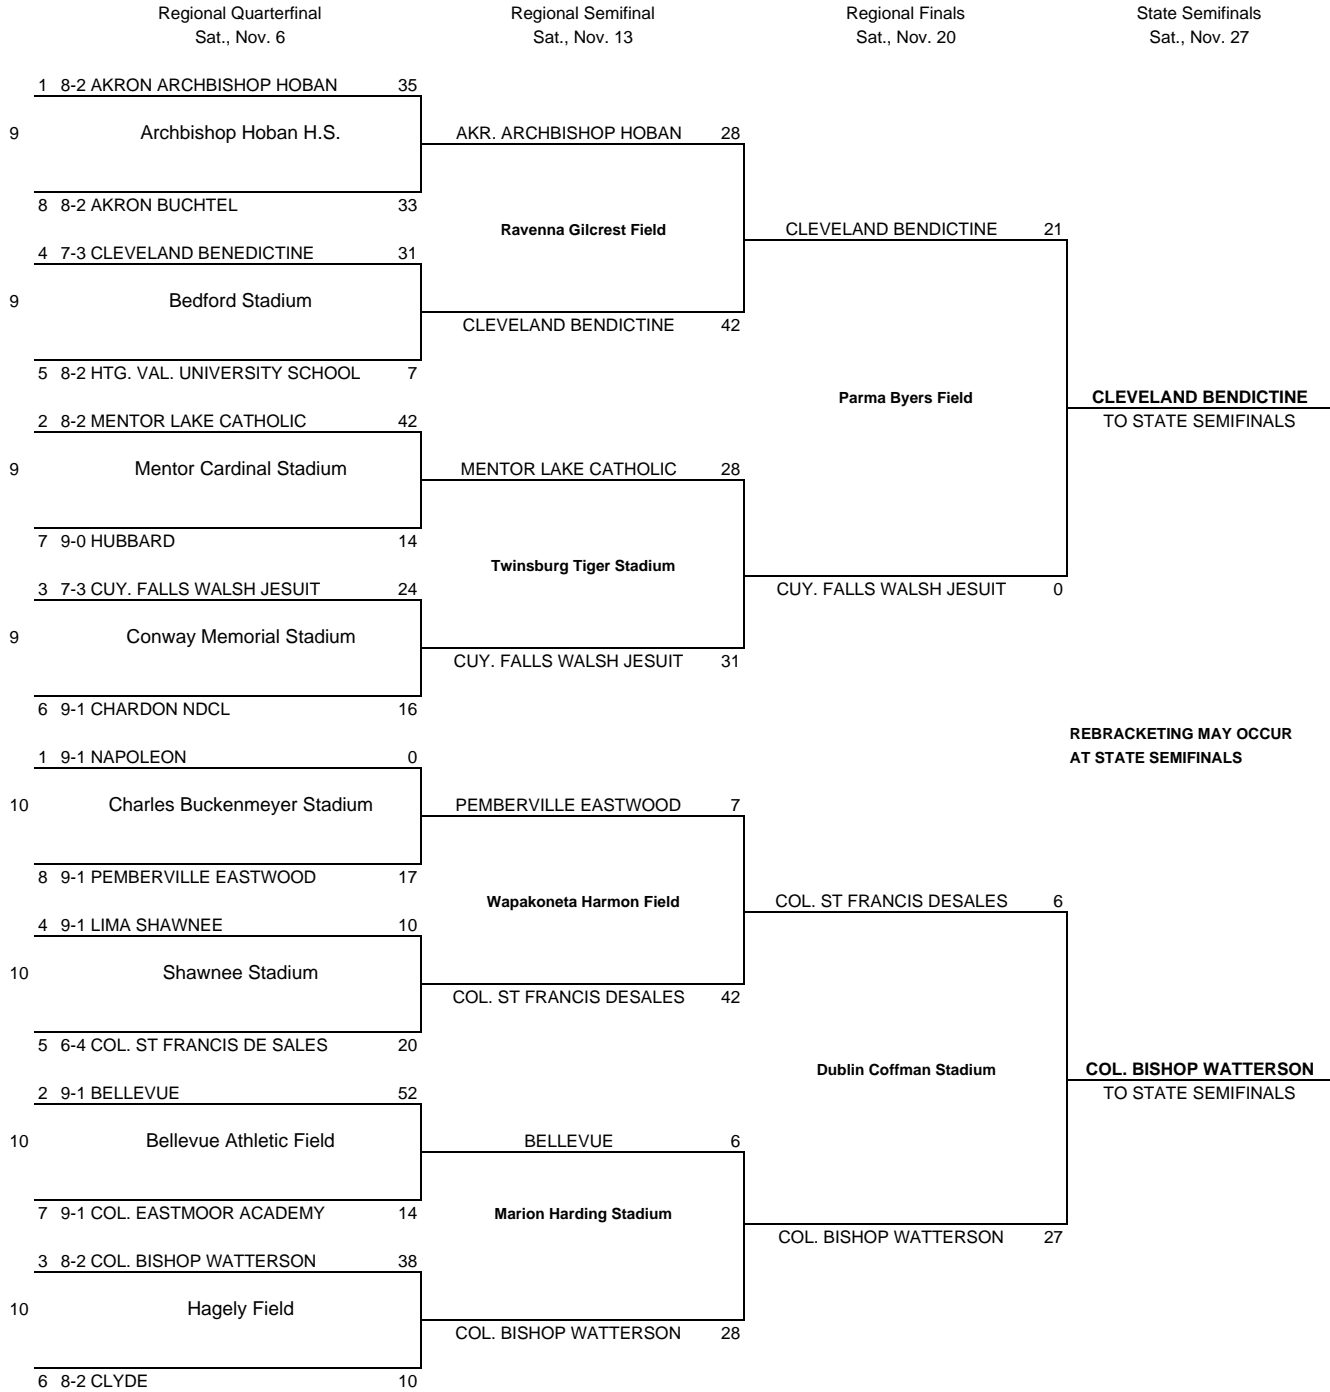 Regional Quarterfinal Regional Semifinal Regional Finals State Semifinals
Sat., Nov. 6 Sat., Nov. 13 Sat., Nov. 20 Sat., Nov. 27
1 8-2 AKRON ARCHBISHOP HOBAN 35
9 Archbishop Hoban H.S. AKR. ARCHBISHOP HOBAN 28
8 8-2 AKRON BUCHTEL 33
Ravenna Gilcrest Field CLEVELAND BENDICTINE 21
4 7-3 CLEVELAND BENEDICTINE 31
9 Bedford Stadium
CLEVELAND BENDICTINE 42
5 8-2 HTG. VAL. UNIVERSITY SCHOOL 7
Parma Byers Field CLEVELAND BENDICTINE
2 8-2 MENTOR LAKE CATHOLIC 42 TO STATE SEMIFINALS
9 Mentor Cardinal Stadium MENTOR LAKE CATHOLIC 28
7 9-0 HUBBARD 14
Twinsburg Tiger Stadium
3 7-3 CUY. FALLS WALSH JESUIT 24 CUY. FALLS WALSH JESUIT 0
9 Conway Memorial Stadium
CUY. FALLS WALSH JESUIT 31
6 9-1 CHARDON NDCL 16
REBRACKETING MAY OCCUR
1 9-1 NAPOLEON 0 AT STATE SEMIFINALS
10 Charles Buckenmeyer Stadium PEMBERVILLE EASTWOOD 7
8 9-1 PEMBERVILLE EASTWOOD 17
Wapakoneta Harmon Field COL. ST FRANCIS DESALES 6
4 9-1 LIMA SHAWNEE 10
10 Shawnee Stadium
COL. ST FRANCIS DESALES 42
5 6-4 COL. ST FRANCIS DE SALES 20
Dublin Coffman Stadium COL. BISHOP WATTERSON
2 9-1 BELLEVUE 52 TO STATE SEMIFINALS
10 Bellevue Athletic Field BELLEVUE 6
7 9-1 COL. EASTMOOR ACADEMY 14 Marion Harding Stadium
COL. BISHOP WATTERSON 27
3 8-2 COL. BISHOP WATTERSON 38
10 Hagely Field
COL. BISHOP WATTERSON 28
6 8-2 CLYDE 10